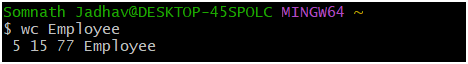 Somnath Jadhav@DESKTOP-45SPOLC MINGW64 ~
$ wc Employee
 5 15 77 Employee